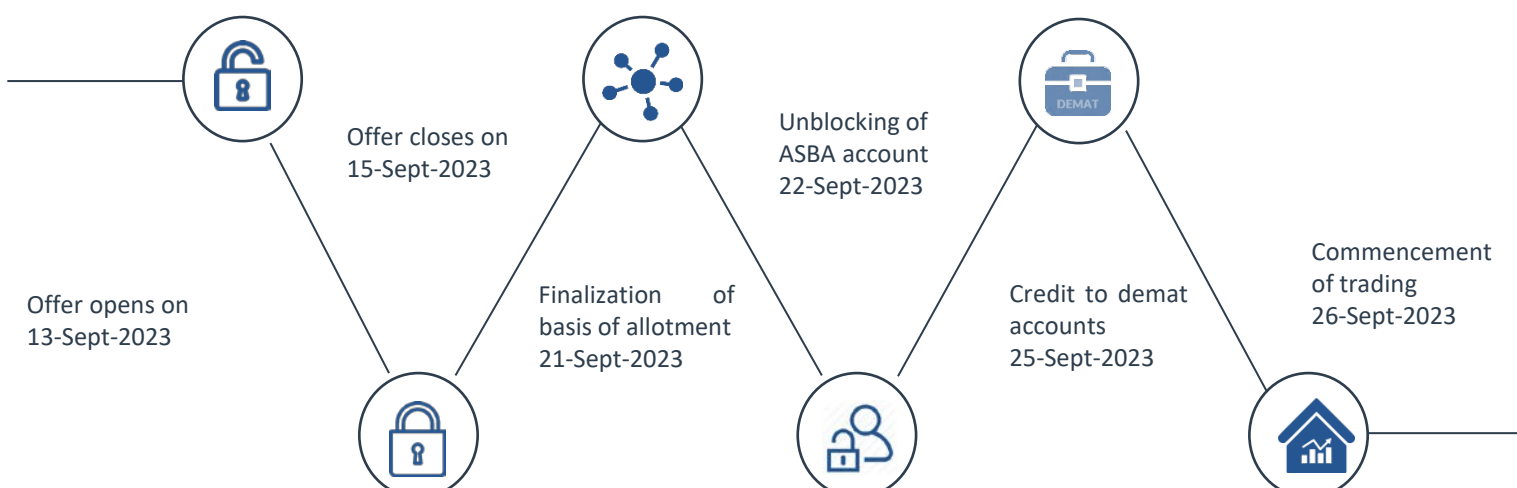 Offer opens on
13-Sept-2023
Offer closes on
15-Sept-2023
Finalization of
basis of allotment
21-Sept-2023
Unblocking of
ASBA account
22-Sept-2023
DEMAT
Credit to demat
accounts
25-Sept-2023
Commencement
of trading
26-Sept-2023